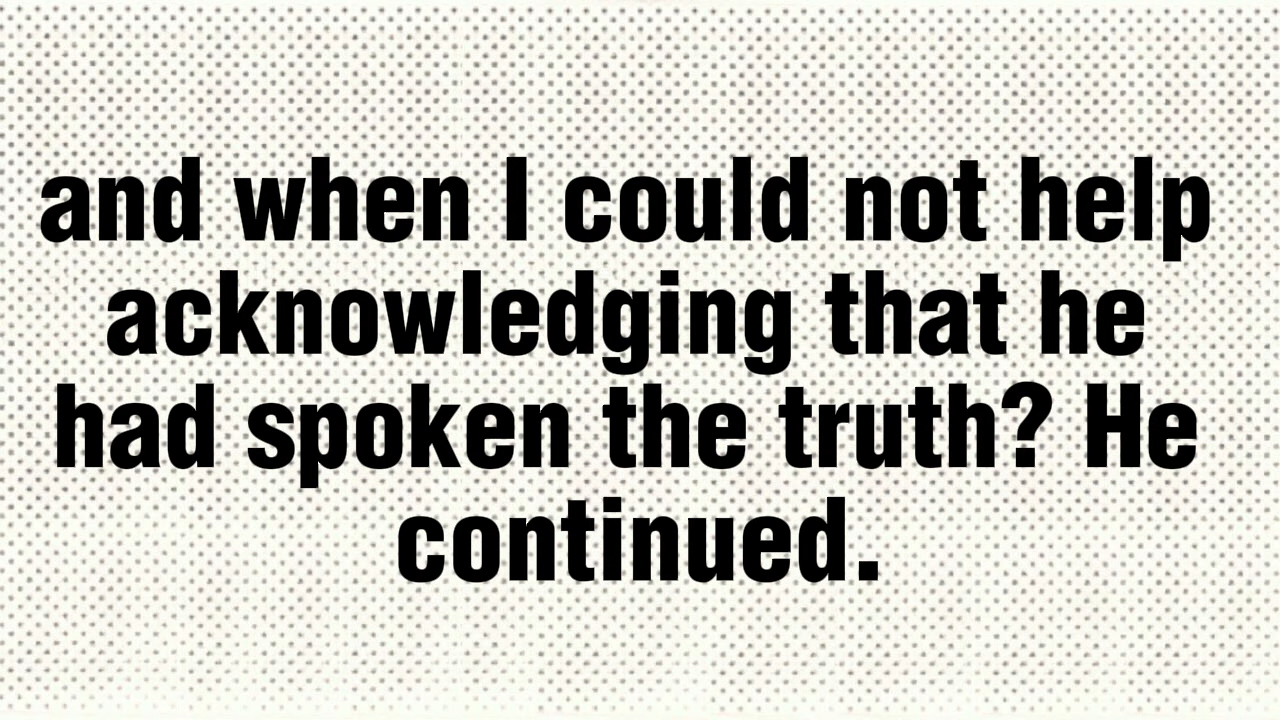 and when I could not help
acknowledging that he
had spoken the truth? He
continued.